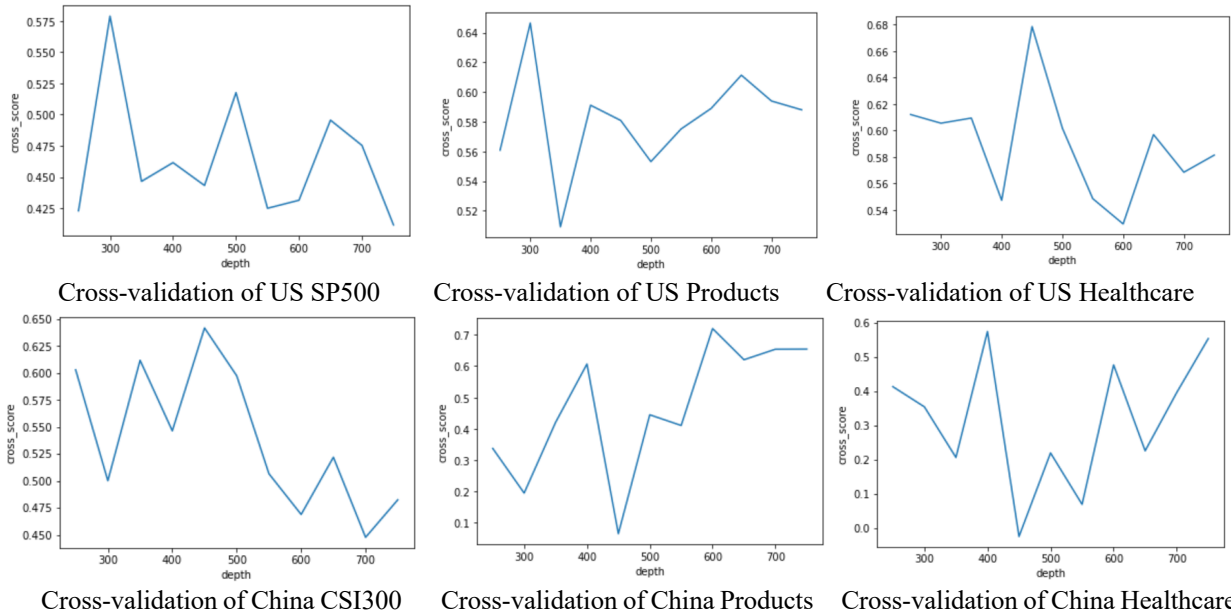 0.575
0.550
0.525
0.500
0.475
0.450
0.425
cross_score
300 400 500 600 700
depth
Cross-validation of US SP500
0.64
0.62
0.60
0.58
0.56
0.54
0.52
cross_score
300 400 500 600 700
depth
Cross-validation of US Products
0.68
0.66
0.64
0.62
0.60
0.58
0.56
0.54
cross_score
300 400 500 600 700
depth
Cross-validation of US Healthcare
0.650
0.625
0.600
0.575
0.550
0.525
0.500
0.475
0.450
cross_score
300 400 500 600 700
depth
Cross-validation of China CSI300
0.7
0.6
0.5
0.4
0.3
0.2
0.1
cross_score
300 400 500 600 700
depth
Cross-validation of China Products
0.6
0.5
0.4
0.3
0.2
0.1
0.0
cross_score
300 400 500 600 700
depth
Cross-validation of China Healthcare